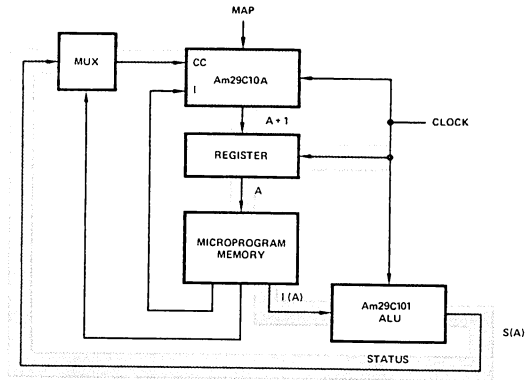 MAP
MUX
CC
Am29C10A
I
A + 1
CLOCK
REGISTER
A
MICROPROGRAM
MEMORY
I (A)
Am29C101
ALU
S(A)
STATUS